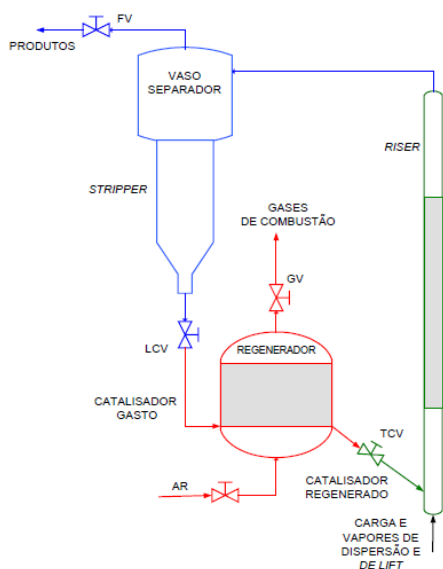 FV
PRODUTOS
VASO
SEPARADOR
RISER
STRIPPER
GASES
DE COMBUSTÃO
GV
LCV
REGENERADOR
CATALISADOR
GASTO
TCV
CATALISADOR
REGENERADO
AR
CARGA E
VAPORES DE
DISPERSÃO E
DE LIFT